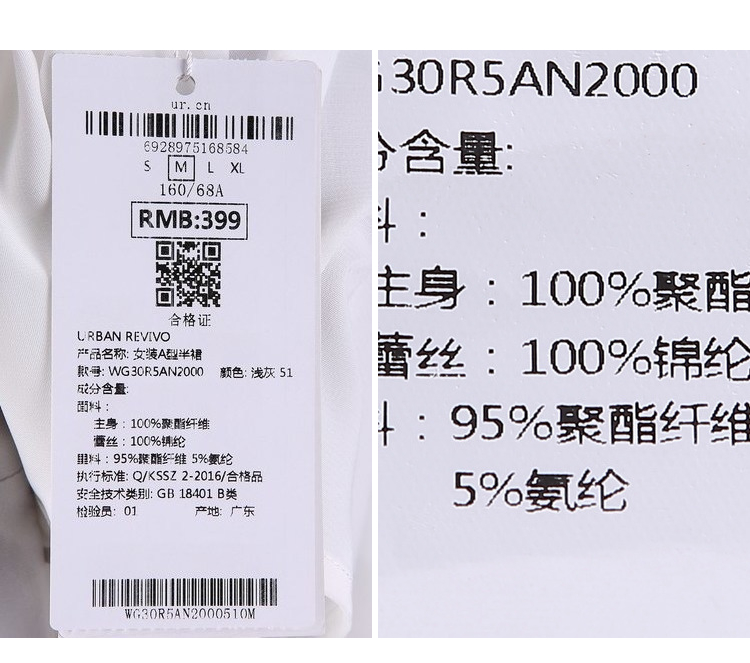 ur.cn
6928975168584
S M L XL
160/68A
RMB:399
合格证
URBAN REVIVO
产品名称: 女装A型半裙
款号: WG30R5AN2000 颜色: 浅灰 51
成分含量:
面料：
主身：100%聚酯纤维
蕾丝：100%锦纶
里料：95%聚酯纤维 5%氨纶
执行标准: Q/KSSZ 2-2016/合格品
安全技术类别: GB 18401 B类
检验员: 01 产地: 广东
WG30R5AN2000510M
G30R5AN2000
分含量:
料：
主身：100%聚酯
蕾丝：100%锦纶
料：95%聚酯纤维
5%氨纶